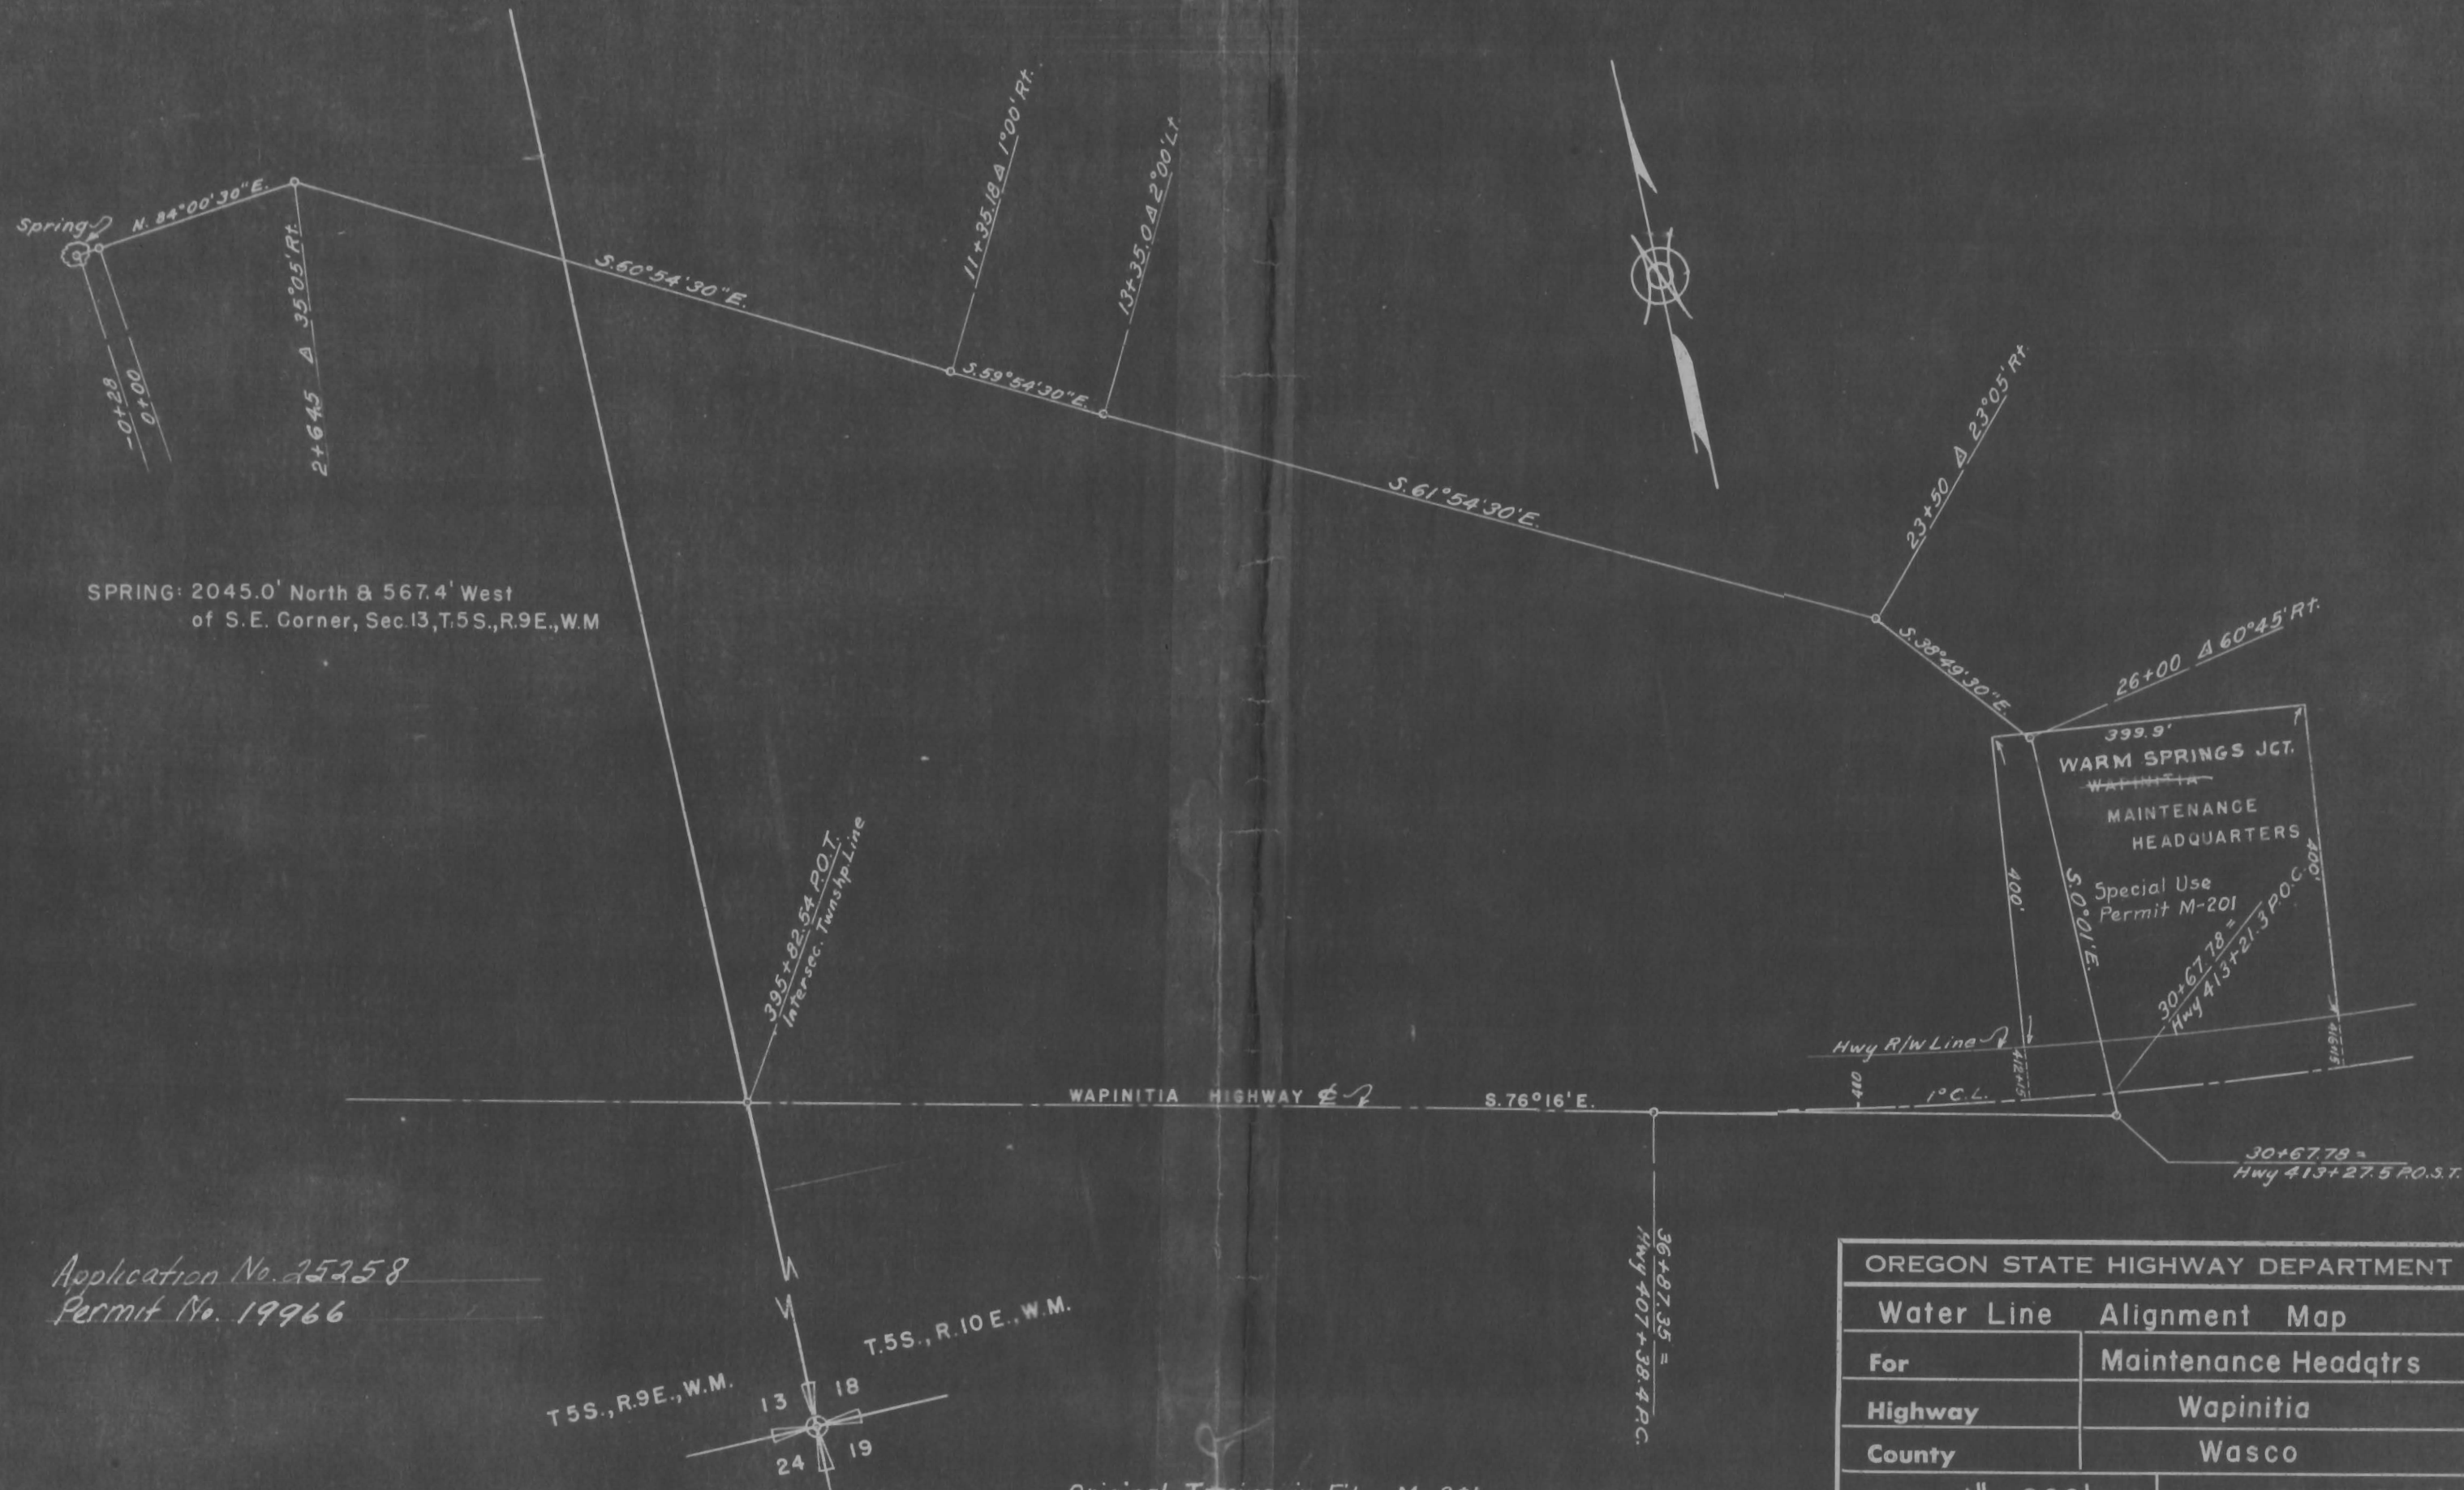 11+35.18 Δ 1°00' Rt.
13+35.0 Δ 2°00' Lt.
Spring
N. 84°00'30"E.
-0+28
0+00
2+64.5 Δ 35°05' Rt.
S.60°54'30"E.
S.59°54'30"E.
S.61°54'30'E.
23+50 Δ 23°05' Rt.
S.38°49'30"E.
26+00 Δ 60°45' Rt.
SPRING: 2045.0' North & 567.4' West
of S.E. Corner, Sec.13, T.5S., R.9E., W.M
399.9'
WARM SPRINGS JCT.
WAPINITIA
MAINTENANCE
HEADQUARTERS
Special Use
Permit M-201
400'
400'
S.0°01'E.
30+67.78 =
Hwy 413+21.3 P.O.C.
395+82.54 P.O.T.
Intersec. Twnshp. Line
Hwy R/W Line
412+15
416+15
410
1° C.L.
WAPINITIA HIGHWAY ℄
S.76°16'E.
30+67.78 =
Hwy 413+27.5 P.O.S.T.
36+87.35 =
Hwy 407+38.4 P.C.
Application No. 25258
Permit No. 19966
T.5S., R.10E., W.M.
T5S., R.9E., W.M.
13 18
24 19
OREGON STATE HIGHWAY DEPARTMENT
Water Line Alignment Map
For Maintenance Headqtrs
Highway Wapinitia
County Wasco